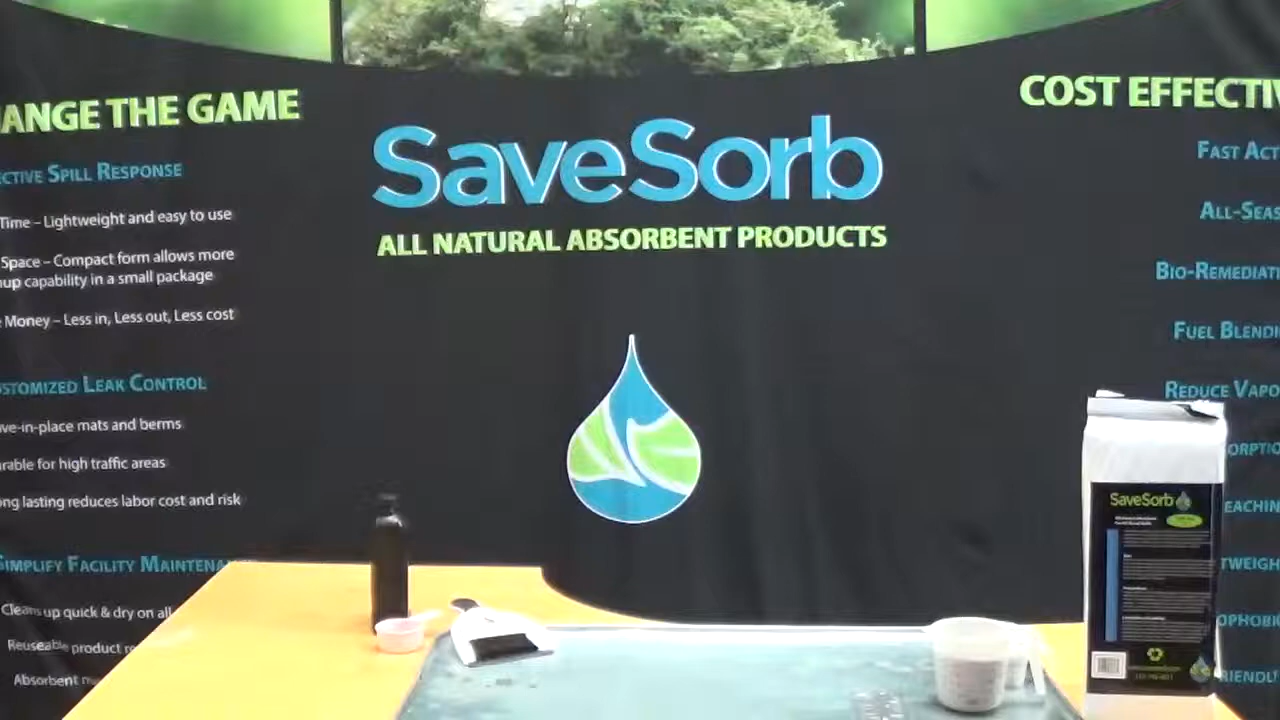 ANGE THE GAME
CTIVE SPILL RESPONSE
Time – Lightweight and easy to use
Space – Compact form allows more
up capability in a small package
Money – Less in, Less out, Less cost
STOMIZED LEAK CONTROL
ve-in-place mats and berms
rable for high traffic areas
ng lasting reduces labor cost and risk
SIMPLIFY FACILITY MAINTENA
Cleans up quick & dry on all
Reuseable product r
Absorbent m
SaveSorb
ALL NATURAL ABSORBENT PRODUCTS
COST EFFECTIV
FAST ACT
ALL-SEAS
BIO-REMEDIATI
FUEL BLENDI
REDUCE VAPO
ORPTIO
EACHIN
TWEIGH
OPHOBI
RIENDL
SaveSorb